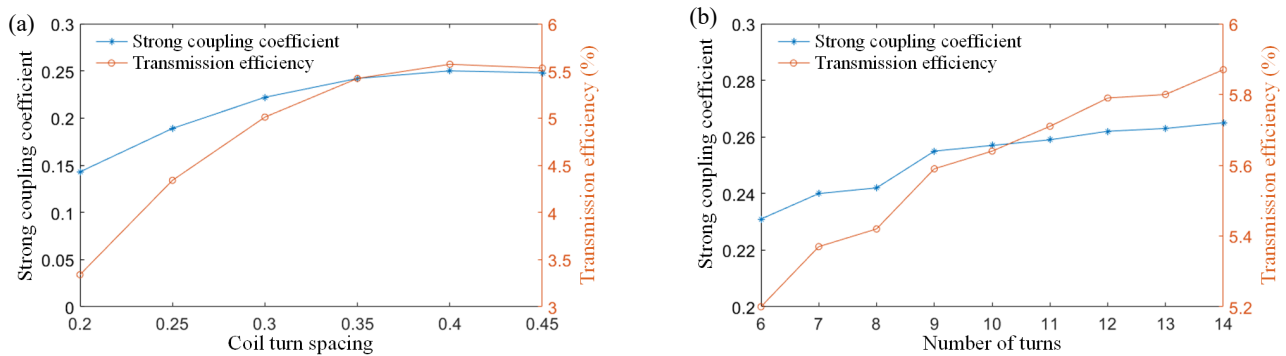 (a)
Strong coupling coefficient
Transmission efficiency
0.3
0.25
0.2
0.15
0.1
0.05
0
Strong coupling coefficient
6
5.5
5
4.5
4
3.5
3
Transmission efficiency (%)
0.2 0.25 0.3 0.35 0.4 0.45
Coil turn spacing
(b)
Strong coupling coefficient
Transmission efficiency
0.3
0.28
0.26
0.24
0.22
0.2
Strong coupling coefficient
6
5.8
5.6
5.4
5.2
Transmission efficiency (%)
6 7 8 9 10 11 12 13 14
Number of turns